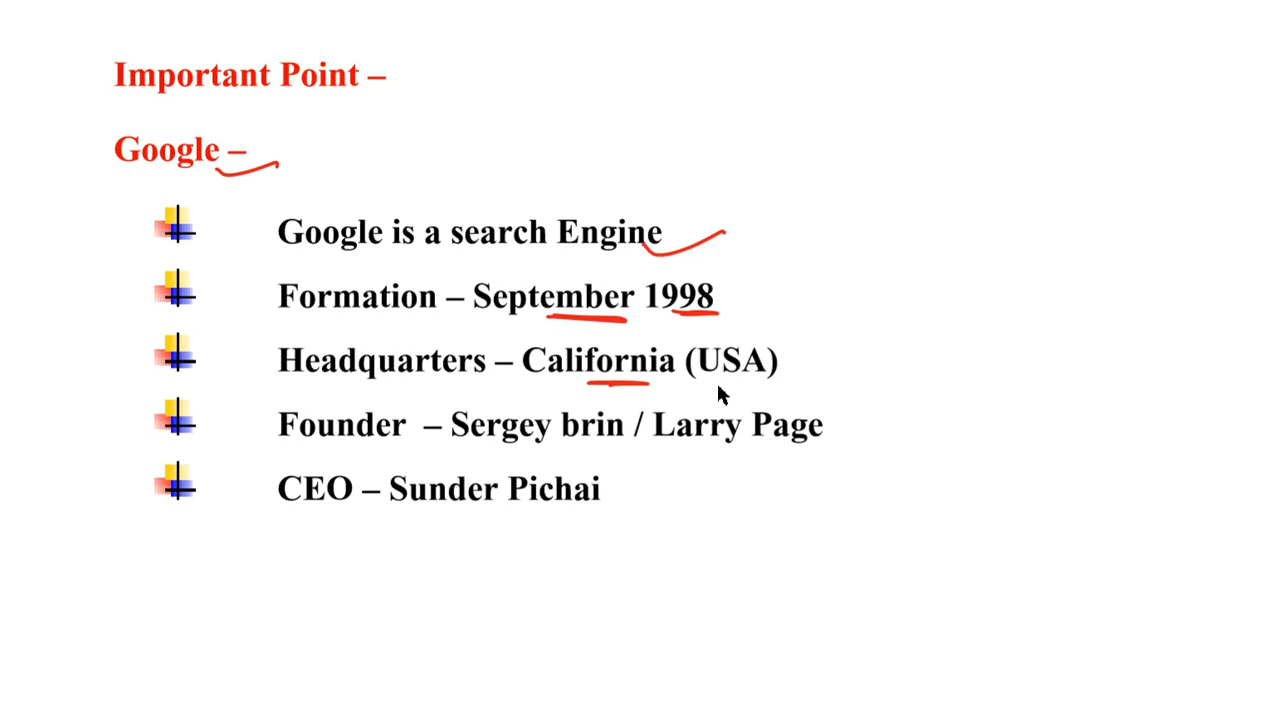 Important Point –
Google –
Google is a search Engine
Formation – September 1998
Headquarters – California (USA)
Founder – Sergey brin / Larry Page
CEO – Sunder Pichai